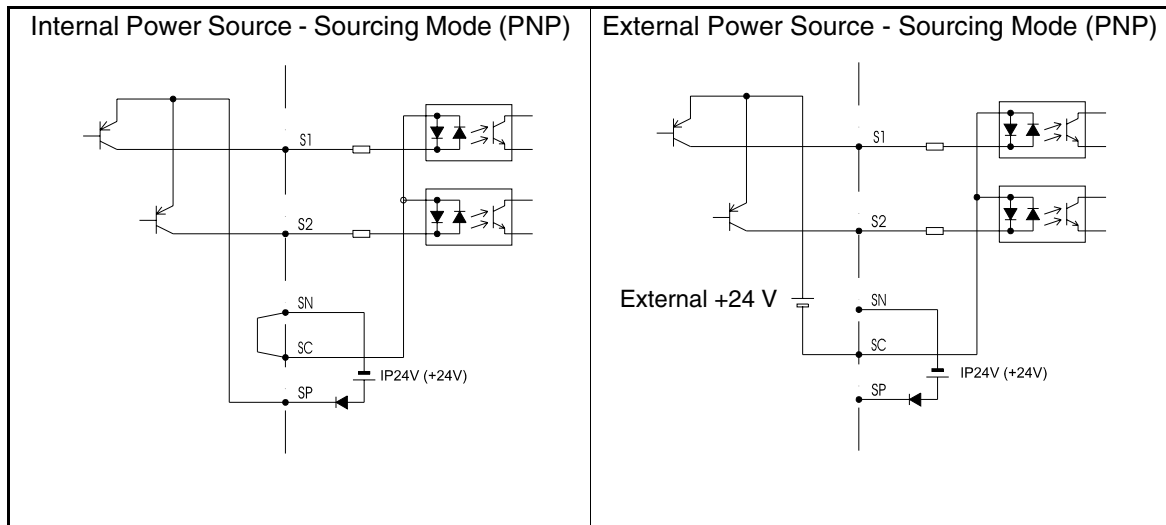 Internal Power Source - Sourcing Mode (PNP)
S1
S2
SN
SC
IP24V (+24V)
SP
External Power Source - Sourcing Mode (PNP)
S1
S2
External +24 V
SN
SC
IP24V (+24V)
SP